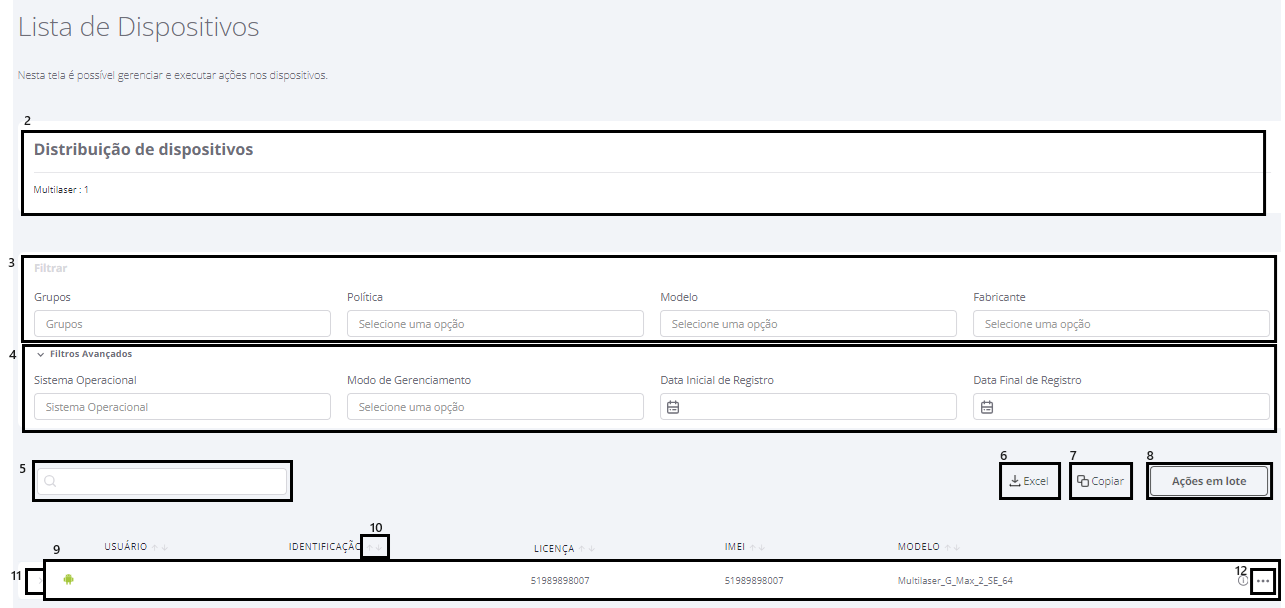 Lista de Dispositivos
Nesta tela é possível gerenciar e executar ações nos dispositivos.
2
Distribuição de dispositivos
Multilaser : 1
3
Filtrar
Grupos Política Modelo Fabricante
Grupos Selecione uma opção Selecione uma opção Selecione uma opção
4
Filtros Avançados
Sistema Operacional Modo de Gerenciamento Data Inicial de Registro Data Final de Registro
Sistema Operacional Selecione uma opção
5 6 7 8
Excel Copiar Ações em lote
10
9 USUÁRIO IDENTIFICAÇÃO LICENÇA IMEI MODELO
11 12
51989898007 51989898007 Multilaser_G_Max_2_SE_64